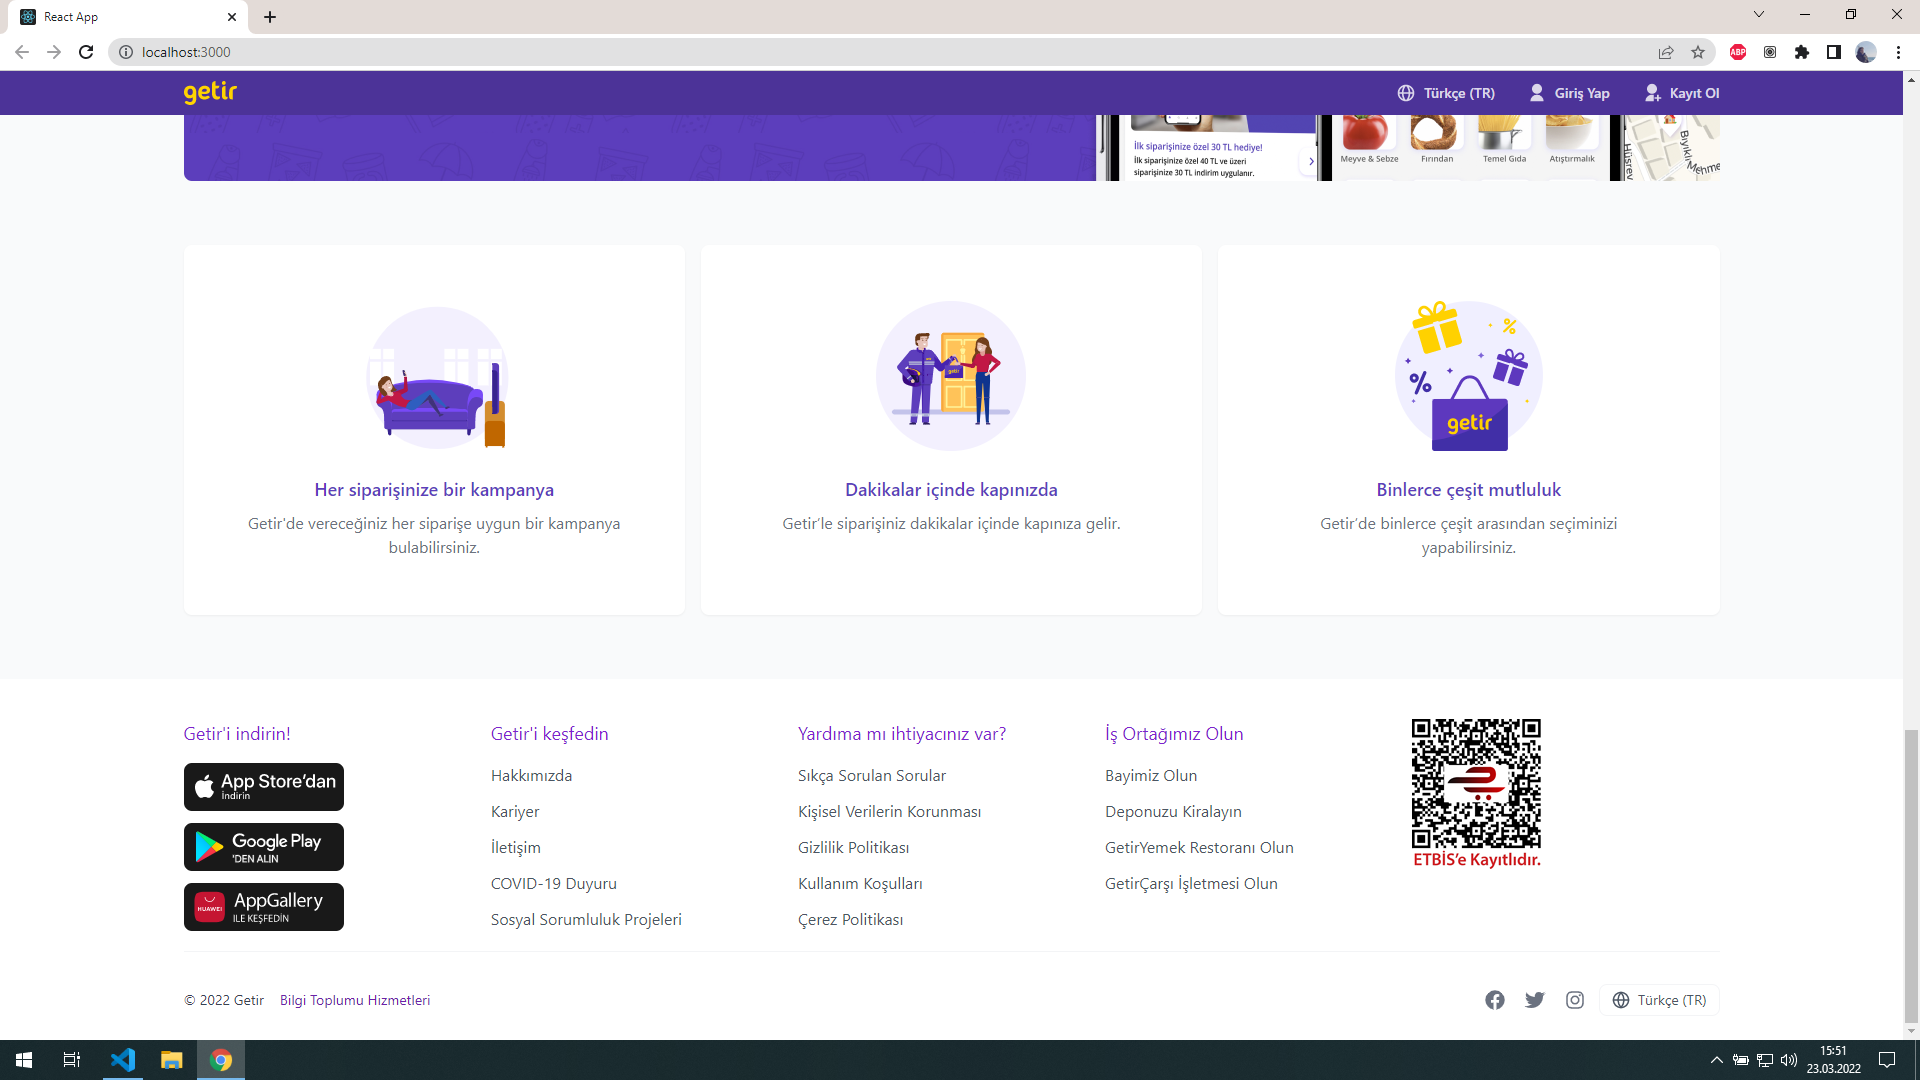 React App
localhost:3000
ABP
getir
Türkçe (TR)
Giriş Yap
Kayıt Ol
İlk siparişinize özel 30 TL hediye!
İlk siparişinize özel 40 TL ve üzeri
siparişinize 30 TL indirim uygulanır.
Meyve & Sebze
Fırından
Temel Gıda
Atıştırmalık
Bıyıklı
Mehme
Hüsrev
getir
getir
Her siparişinize bir kampanya
Getir'de vereceğiniz her siparişe uygun bir kampanya
bulabilirsiniz.
Dakikalar içinde kapınızda
Getir’le siparişiniz dakikalar içinde kapınıza gelir.
Binlerce çeşit mutluluk
Getir’de binlerce çeşit arasından seçiminizi
yapabilirsiniz.
Getir'i indirin!
App Store’dan
İndirin
Google Play
'DEN ALIN
HUAWEI
AppGallery
ILE KEŞFEDİN
Getir'i keşfedin
Hakkımızda
Kariyer
İletişim
COVID-19 Duyuru
Sosyal Sorumluluk Projeleri
Yardıma mı ihtiyacınız var?
Sıkça Sorulan Sorular
Kişisel Verilerin Korunması
Gizlilik Politikası
Kullanım Koşulları
Çerez Politikası
İş Ortağımız Olun
Bayimiz Olun
Deponuzu Kiralayın
GetirYemek Restoranı Olun
GetirÇarşı İşletmesi Olun
ETBİS’e Kayıtlıdır.
© 2022 Getir
Bilgi Toplumu Hizmetleri
Türkçe (TR)
15:51
23.03.2022